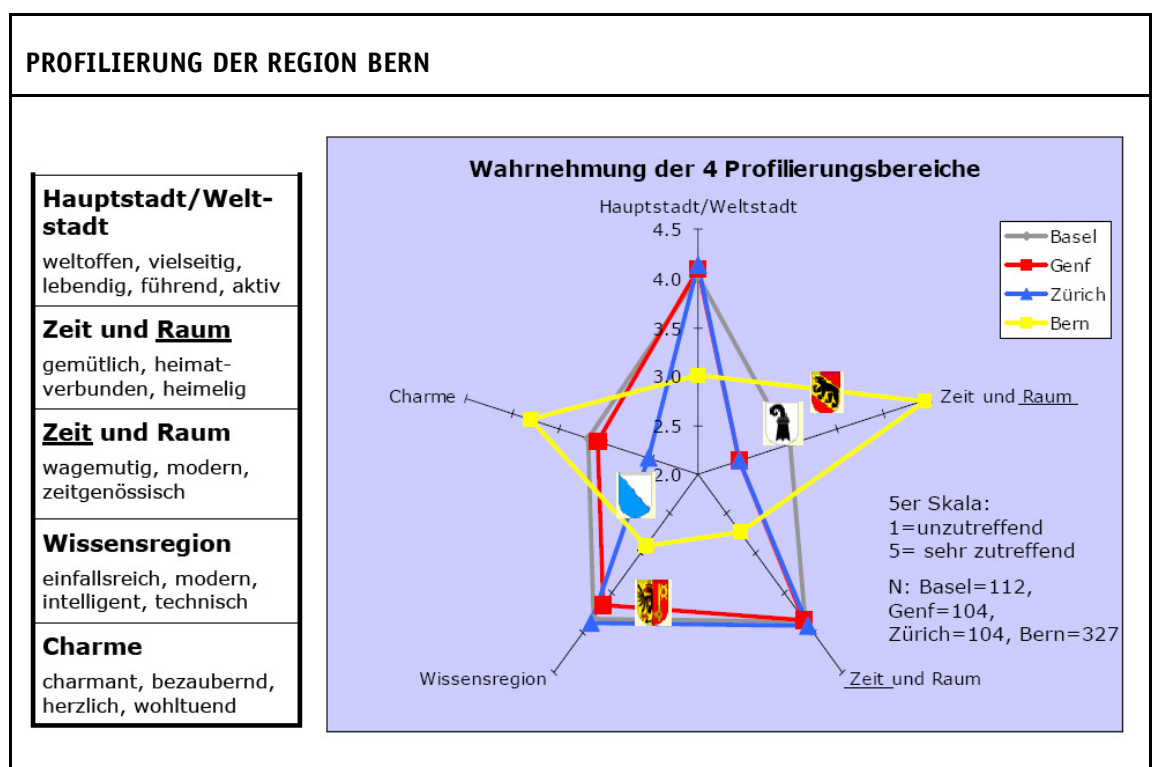 PROFILIERUNG DER REGION BERN
Hauptstadt/Welt-
stadt
weltoffen, vielseitig,
lebendig, führend, aktiv
Zeit und Raum
gemütlich, heimat-
verbunden, heimelig
Zeit und Raum
wagemutig, modern,
zeitgenössisch
Wissensregion
einfallsreich, modern,
intelligent, technisch
Charme
charmant, bezaubernd,
herzlich, wohltuend
Wahrnehmung der 4 Profilierungsbereiche
Hauptstadt/Weltstadt
4.5
4.0
3.5
3.0
2.5
2.0
Basel
Genf
Zürich
Bern
Charme
Zeit und Raum
Wissensregion
Zeit und Raum
5er Skala:
1=unzutreffend
5= sehr zutreffend
N: Basel=112,
Genf=104,
Zürich=104, Bern=327